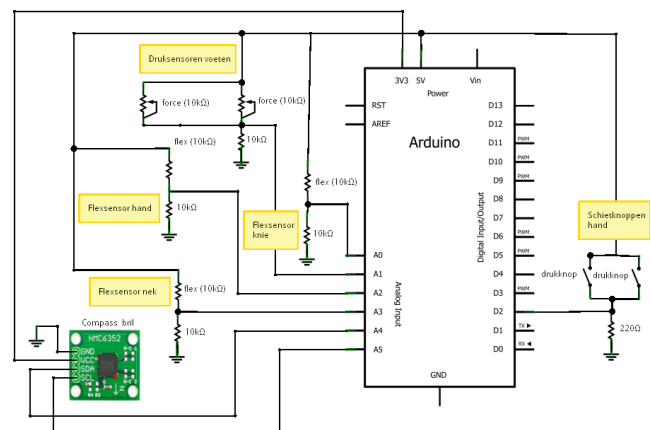 Druksensoren voeten
force (10kΩ)
force (10kΩ)
10kΩ
flex (10kΩ)
Flexsensor hand
10kΩ
Flexsensor
knie
flex (10kΩ)
10kΩ
Flexsensor nek
flex (10kΩ)
10kΩ
Compass bril
HMC6352
GND
VCC
SDA
SCL
3V3
5V
Vin
Power
RST
AREF
Arduino
A0
A1
A2
A3
A4
A5
Analog Input
GND
Digital Input/Output
D13
D12
D11
PWM
D10
PWM
D9
PWM
D8
D7
D6
PWM
D5
PWM
D4
D3
PWM
D2
D1
TX
D0
RX
Schietknoppen
hand
drukknop
drukknop
220Ω